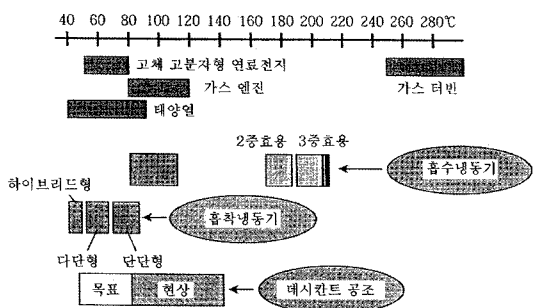 40 60 80 100 120 140 160 180 200 220 240 260 280℃
고체 고분자형 연료전지
가스 엔진
가스 터빈
태양열
2중효용 3중효용
흡수냉동기
하이브리드형
흡착냉동기
다단형 단단형
목표 현상 데시칸트 공조